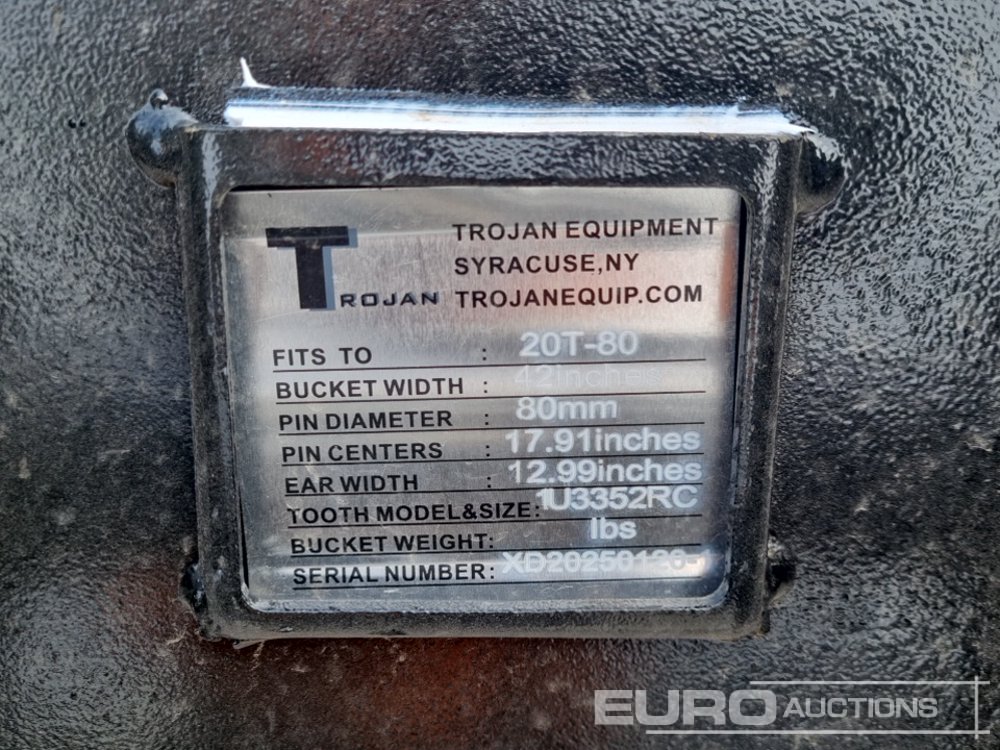 TROJAN
TROJAN EQUIPMENT
SYRACUSE,NY
TROJANEQUIP.COM
FITS TO : 20T-80
BUCKET WIDTH : 42inches
PIN DIAMETER : 80mm
PIN CENTERS : 17.91inches
EAR WIDTH : 12.99inches
TOOTH MODEL&SIZE: 1U3352RC
BUCKET WEIGHT: lbs
SERIAL NUMBER:
EURO AUCTIONS